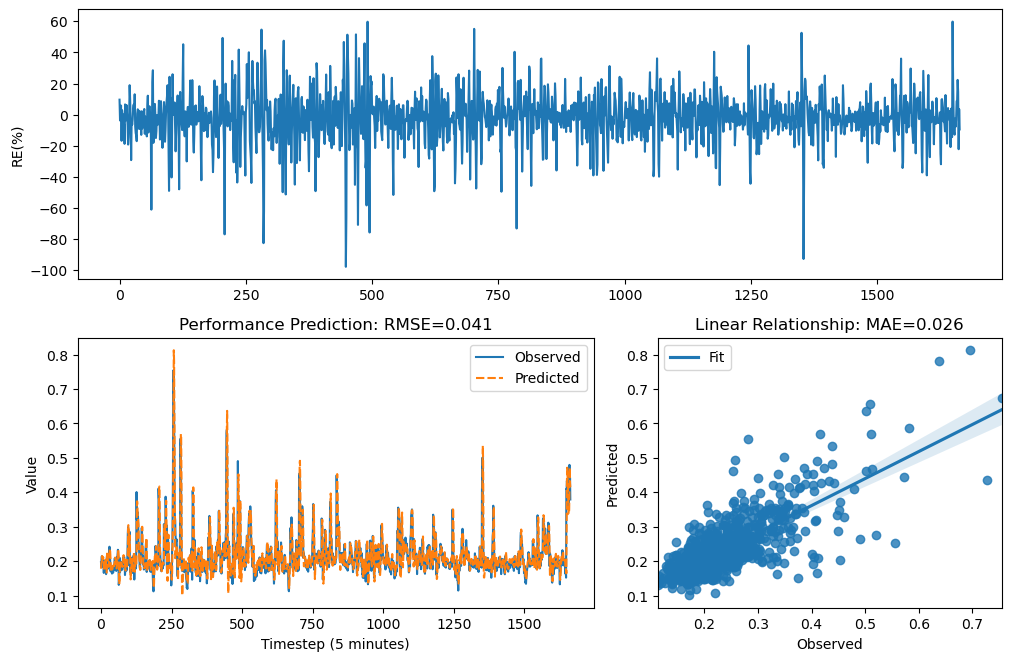 60
40
20
0
−20
−40
−60
−80
−100
RE(%)
0 250 500 750 1000 1250 1500
Performance Prediction: RMSE=0.041
0.8
0.7
0.6
0.5
0.4
0.3
0.2
0.1
Value
Observed
Predicted
0 250 500 750 1000 1250 1500
Timestep (5 minutes)
Linear Relationship: MAE=0.026
0.8
0.7
0.6
0.5
0.4
0.3
0.2
0.1
Predicted
Fit
0.2 0.3 0.4 0.5 0.6 0.7
Observed